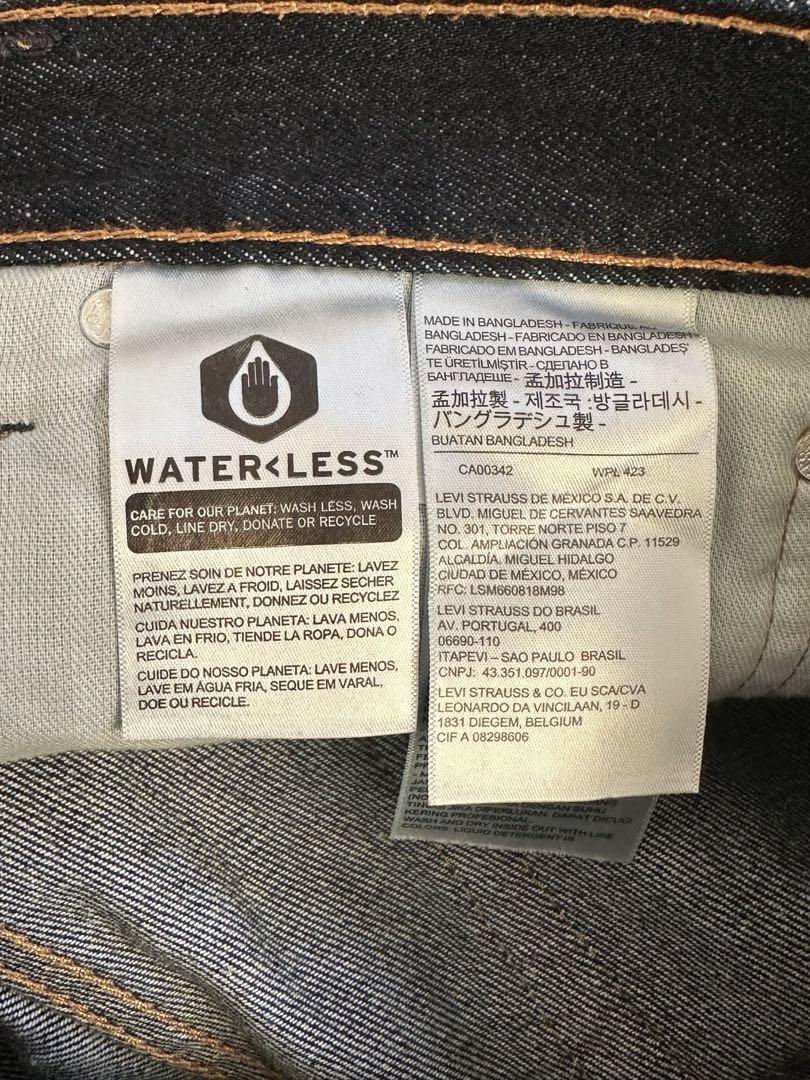 WATER<LESS™
CARE FOR OUR PLANET: WASH LESS, WASH
COLD, LINE DRY, DONATE OR RECYCLE
PRENEZ SOIN DE NOTRE PLANETE: LAVEZ
MOINS, LAVEZ A FROID, LAISSEZ SECHER
NATURELLEMENT, DONNEZ OU RECYCLEZ
CUIDA NUESTRO PLANETA: LAVA MENOS,
LAVA EN FRIO, TIENDE LA ROPA, DONA O
RECICLA.
CUIDE DO NOSSO PLANETA: LAVE MENOS,
LAVE EM ÁGUA FRIA, SEQUE EM VARAL,
DOE OU RECICLE.
MADE IN BANGLADESH - FABRIQUE AU
BANGLADESH - FABRICADO EN BANGLADESH -
FABRICADO EM BANGLADESH - BANGLADEŞ'
TE ÜRETİLMİŞTİR - СДЕЛАНО В
БАНГЛАДЕШЕ - 孟加拉制造 -
孟加拉製 - 제조국 :방글라데시 -
バングラデシュ製 -
BUATAN BANGLADESH
CA00342 WPL 423
LEVI STRAUSS DE MÉXICO S.A. DE C.V.
BLVD. MIGUEL DE CERVANTES SAAVEDRA
NO. 301, TORRE NORTE PISO 7
COL. AMPLIACIÓN GRANADA C.P. 11529
ALCALDÍA. MIGUEL HIDALGO
CIUDAD DE MÉXICO, MÉXICO
RFC: LSM660818M98
LEVI STRAUSS DO BRASIL
AV. PORTUGAL, 400
06690-110
ITAPEVI – SAO PAULO BRASIL
CNPJ: 43.351.097/0001-90
LEVI STRAUSS & CO. EU SCA/CVA
LEONARDO DA VINCILAAN, 19 - D
1831 DIEGEM, BELGIUM
CIF A 08298606
DENGAN SUHU
DIPERLUKAN. DAPAT DICUCI
KERING PROFESIONAL.
WASH AND DRY INSIDE OUT WITH LIKE
COLORS. LIQUID DETERGENT IS